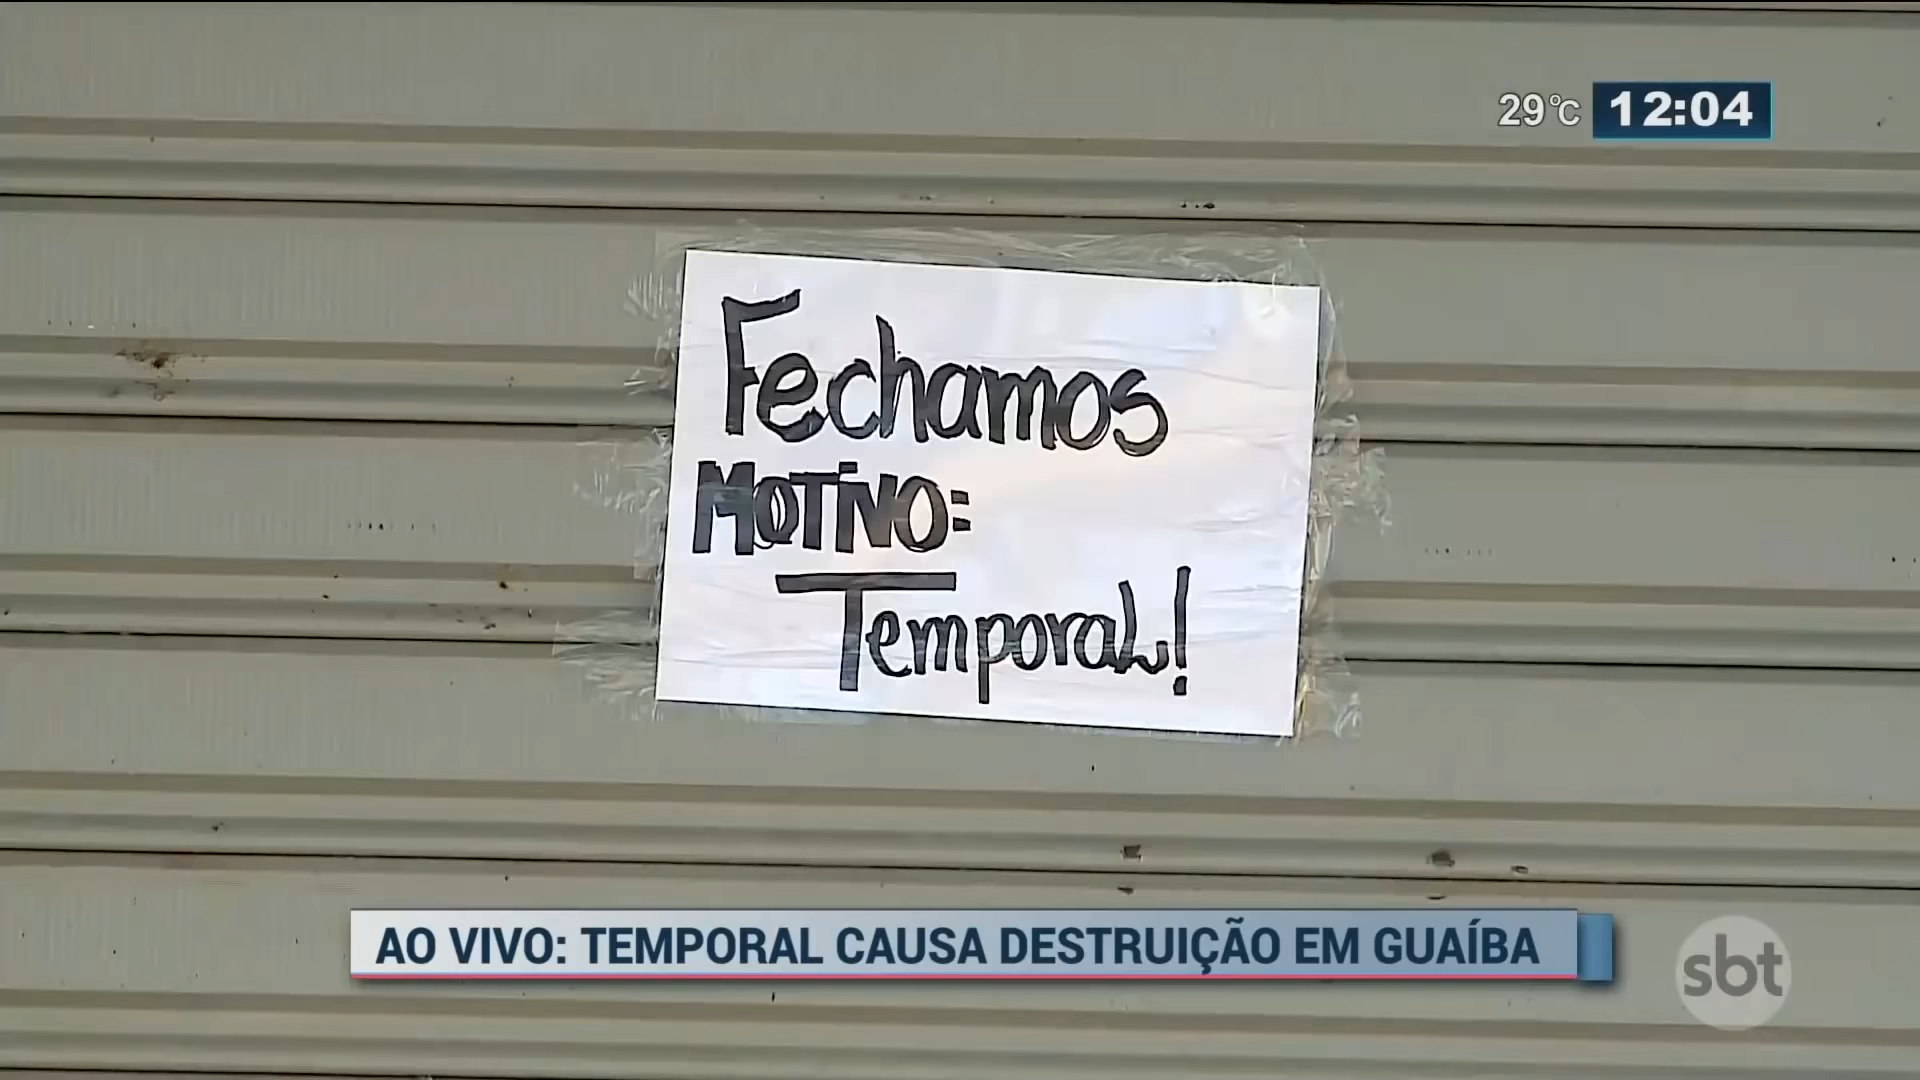 29°C 12:04
Fechamos
MOTIVO:
Temporal!
AO VIVO: TEMPORAL CAUSA DESTRUIÇÃO EM GUAÍBA
sbt